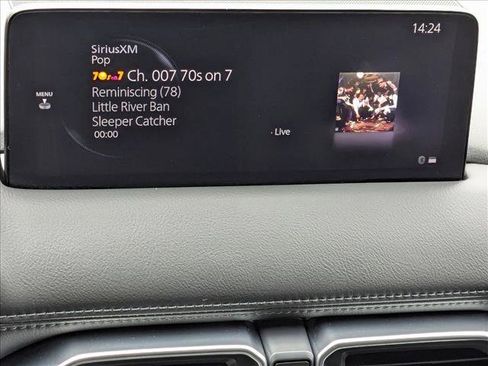 14:24
SiriusXM
Pop
MENU
70s on 7 Ch. 007 70s on 7
Reminiscing (78)
Little River Ban
Sleeper Catcher
00:00
· Live